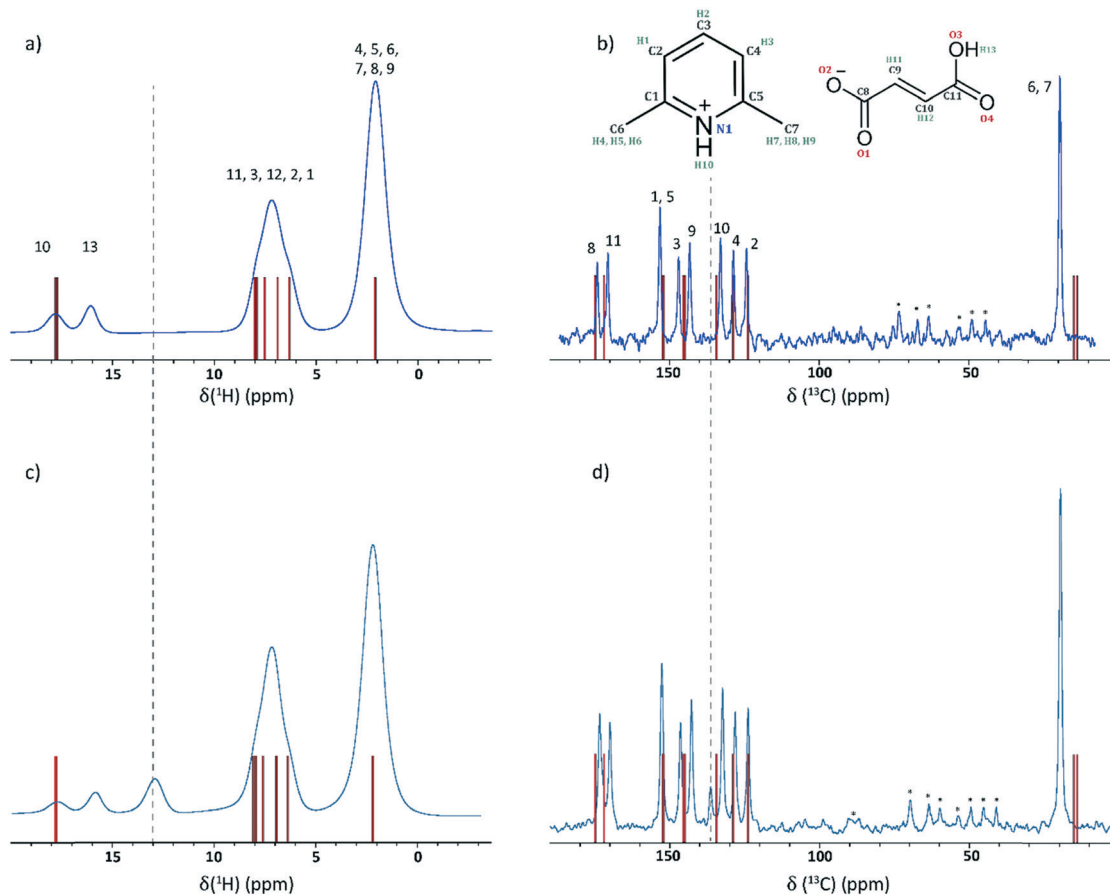 a)
4, 5, 6,
7, 8, 9
11, 3, 12, 2, 1
10
13
15
10
5
0
δ(¹H) (ppm)
b)
H2
C3
H1
C2
C4
H3
C1
C5
+
N1
H
H10
C6
C7
H4, H5, H6
H7, H8, H9
O3
OH
H13
O2
−
O
H11
C9
C8
C11
C10
H12
O
O4
O
O1
6, 7
1, 5
8
11
3
9
10
4
2
* * * * * *
150
100
50
δ (¹³C) (ppm)
c)
15
10
5
0
δ(¹H) (ppm)
d)
* * * * * * * *
150
100
50
δ (¹³C) (ppm)